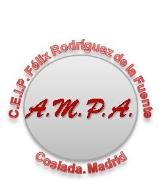 C.E.I.P. Félix Rodríguez de la Fuente
A.M.P.A.
Coslada. Madrid